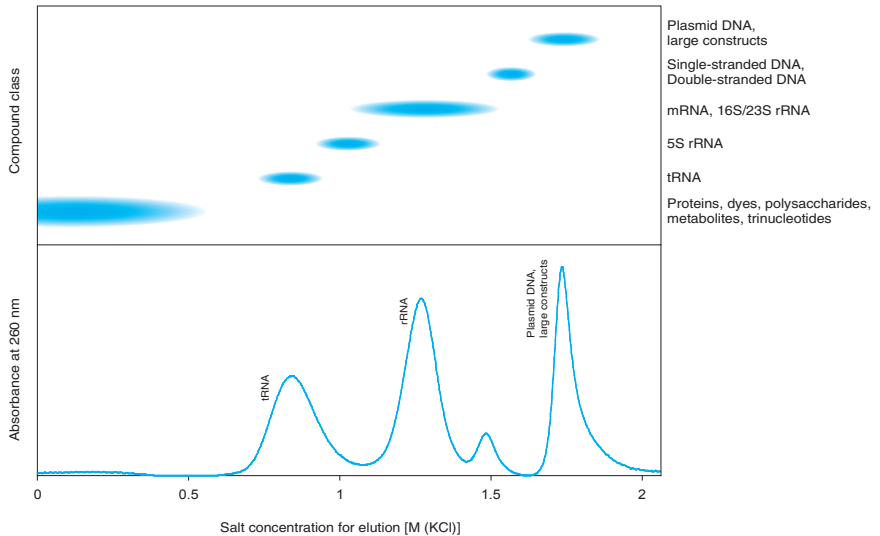 Compound class
Plasmid DNA,
large constructs
Single-stranded DNA,
Double-stranded DNA
mRNA, 16S/23S rRNA
5S rRNA
tRNA
Proteins, dyes, polysaccharides,
metabolites, trinucleotides
Absorbance at 260 nm
tRNA
rRNA
Plasmid DNA,
large constructs
0
0.5
1
1.5
2
Salt concentration for elution [M (KCl)]